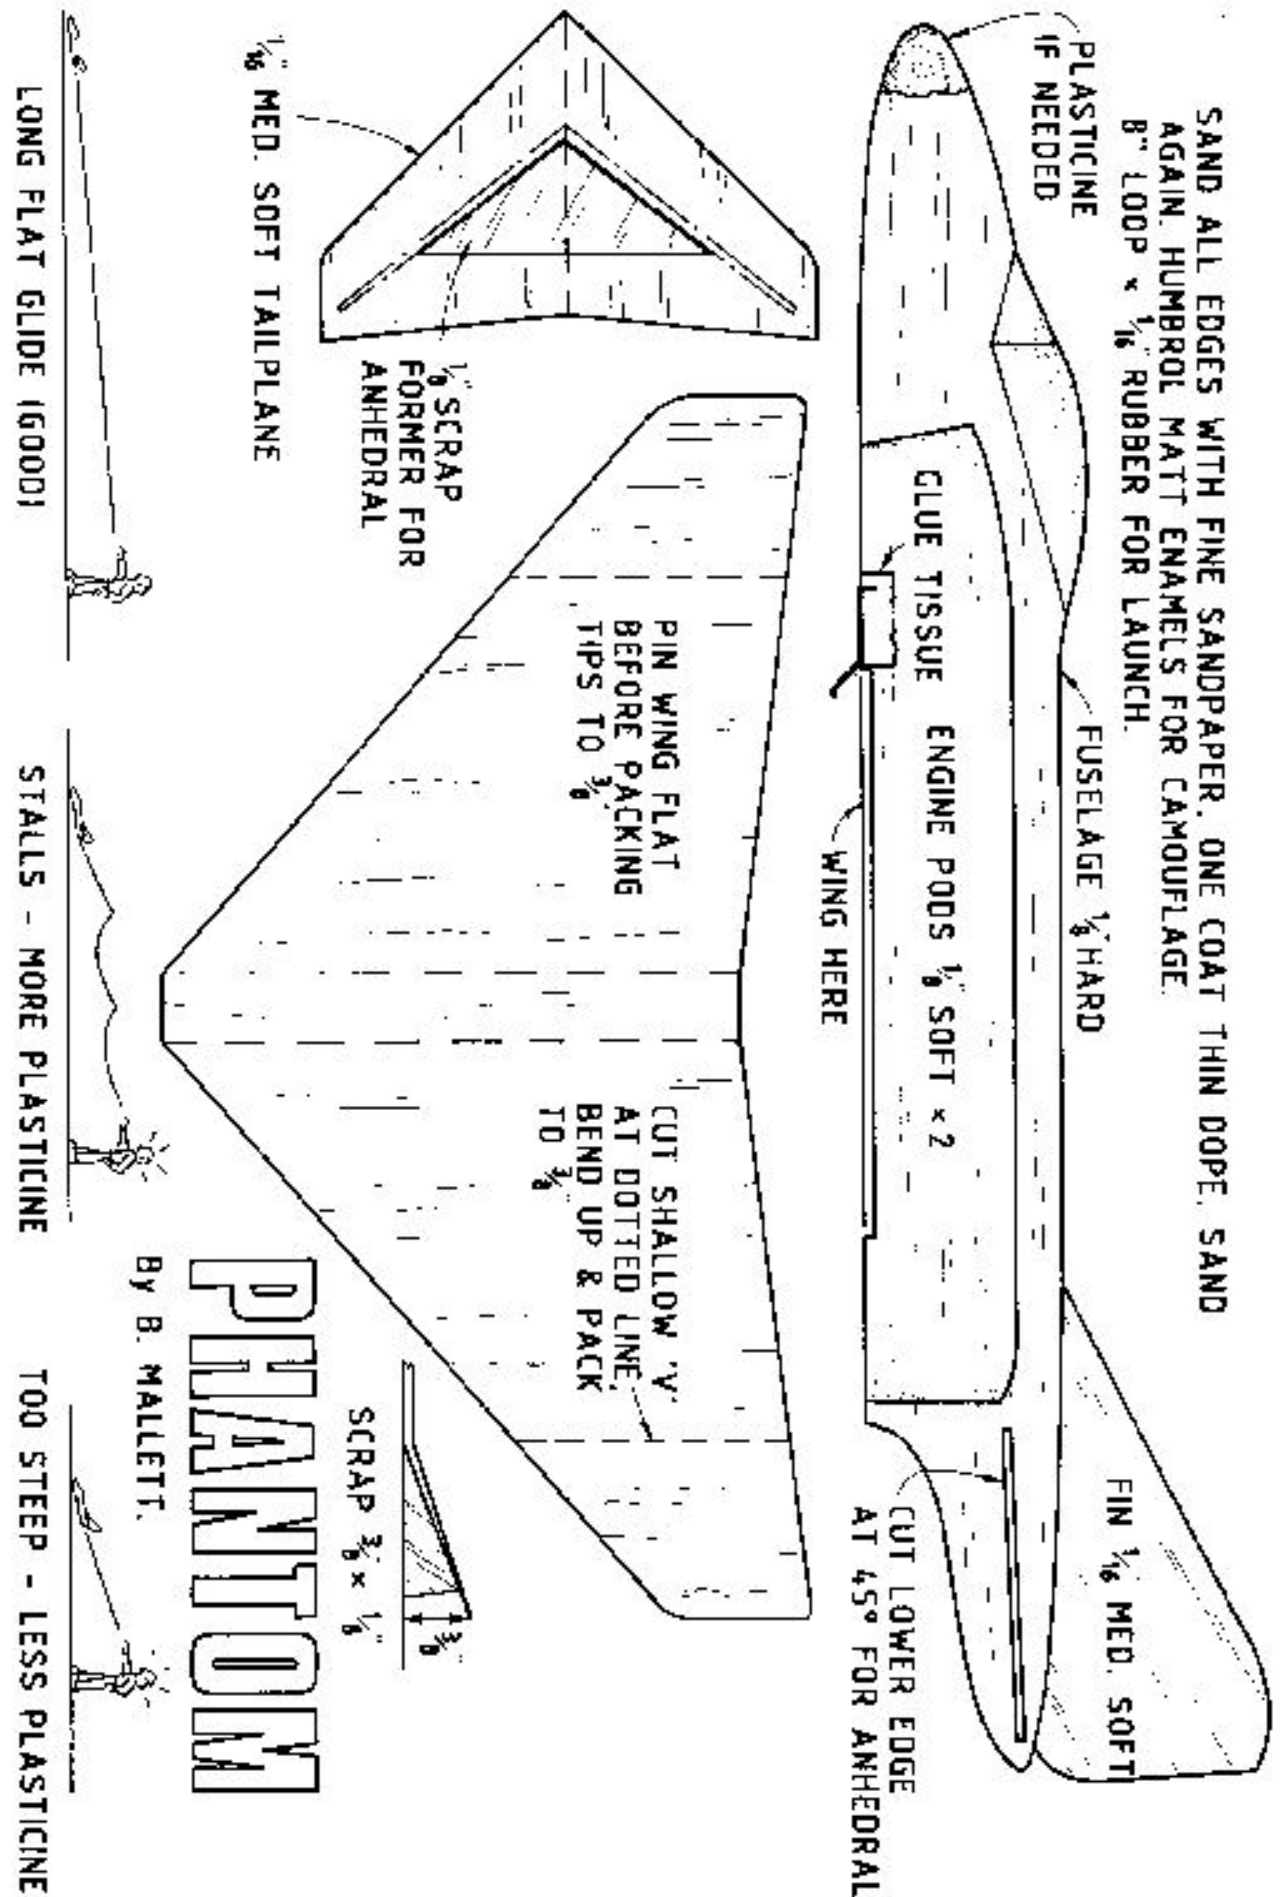 SAND ALL EDGES WITH FINE SANDPAPER. ONE COAT THIN DOPE. SAND
AGAIN. HUMBROL MATT ENAMELS FOR CAMOUFLAGE.
8" LOOP × 1/16" RUBBER FOR LAUNCH.
PLASTICINE
IF NEEDED
FUSELAGE 1/8" HARD
FIN 1/16" MED. SOFT
GLUE TISSUE
ENGINE PODS 1/8" SOFT × 2
WING HERE
CUT LOWER EDGE
AT 45° FOR ANHEDRAL
1/8" SCRAP
FORMER FOR
ANHEDRAL
1/16" MED. SOFT TAILPLANE
PIN WING FLAT
BEFORE PACKING
TIPS TO 3/8"
CUT SHALLOW 'V'
AT DOTTED LINE,
BEND UP & PACK
TO 3/8"
3/8"
SCRAP 3/8" × 1/8"
PHANTOM
By B. MALLETT.
LONG FLAT GLIDE (GOOD)
STALLS - MORE PLASTICINE
TOO STEEP - LESS PLASTICINE